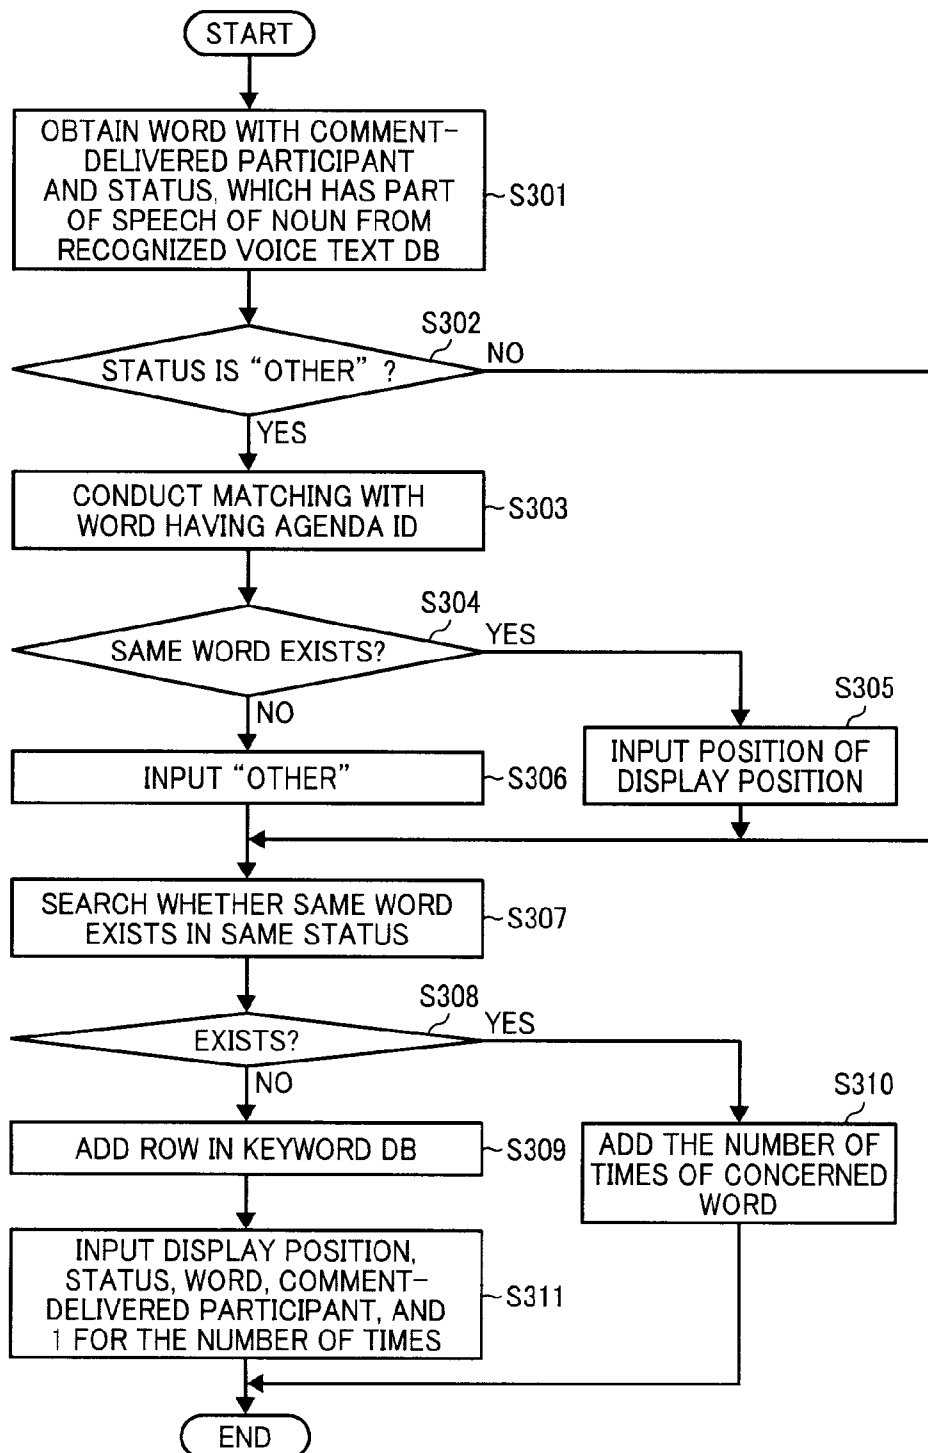 START
OBTAIN WORD WITH COMMENT-
DELIVERED PARTICIPANT
AND STATUS, WHICH HAS PART
OF SPEECH OF NOUN FROM
RECOGNIZED VOICE TEXT DB
S301
S302
STATUS IS “OTHER” ?
NO
YES
CONDUCT MATCHING WITH
WORD HAVING AGENDA ID
S303
S304
SAME WORD EXISTS?
YES
NO
S305
INPUT POSITION OF
DISPLAY POSITION
INPUT “OTHER”
S306
SEARCH WHETHER SAME WORD
EXISTS IN SAME STATUS
S307
S308
EXISTS?
YES
NO
S310
ADD THE NUMBER OF
TIMES OF CONCERNED
WORD
ADD ROW IN KEYWORD DB
S309
INPUT DISPLAY POSITION,
STATUS, WORD, COMMENT-
DELIVERED PARTICIPANT, AND
1 FOR THE NUMBER OF TIMES
S311
END